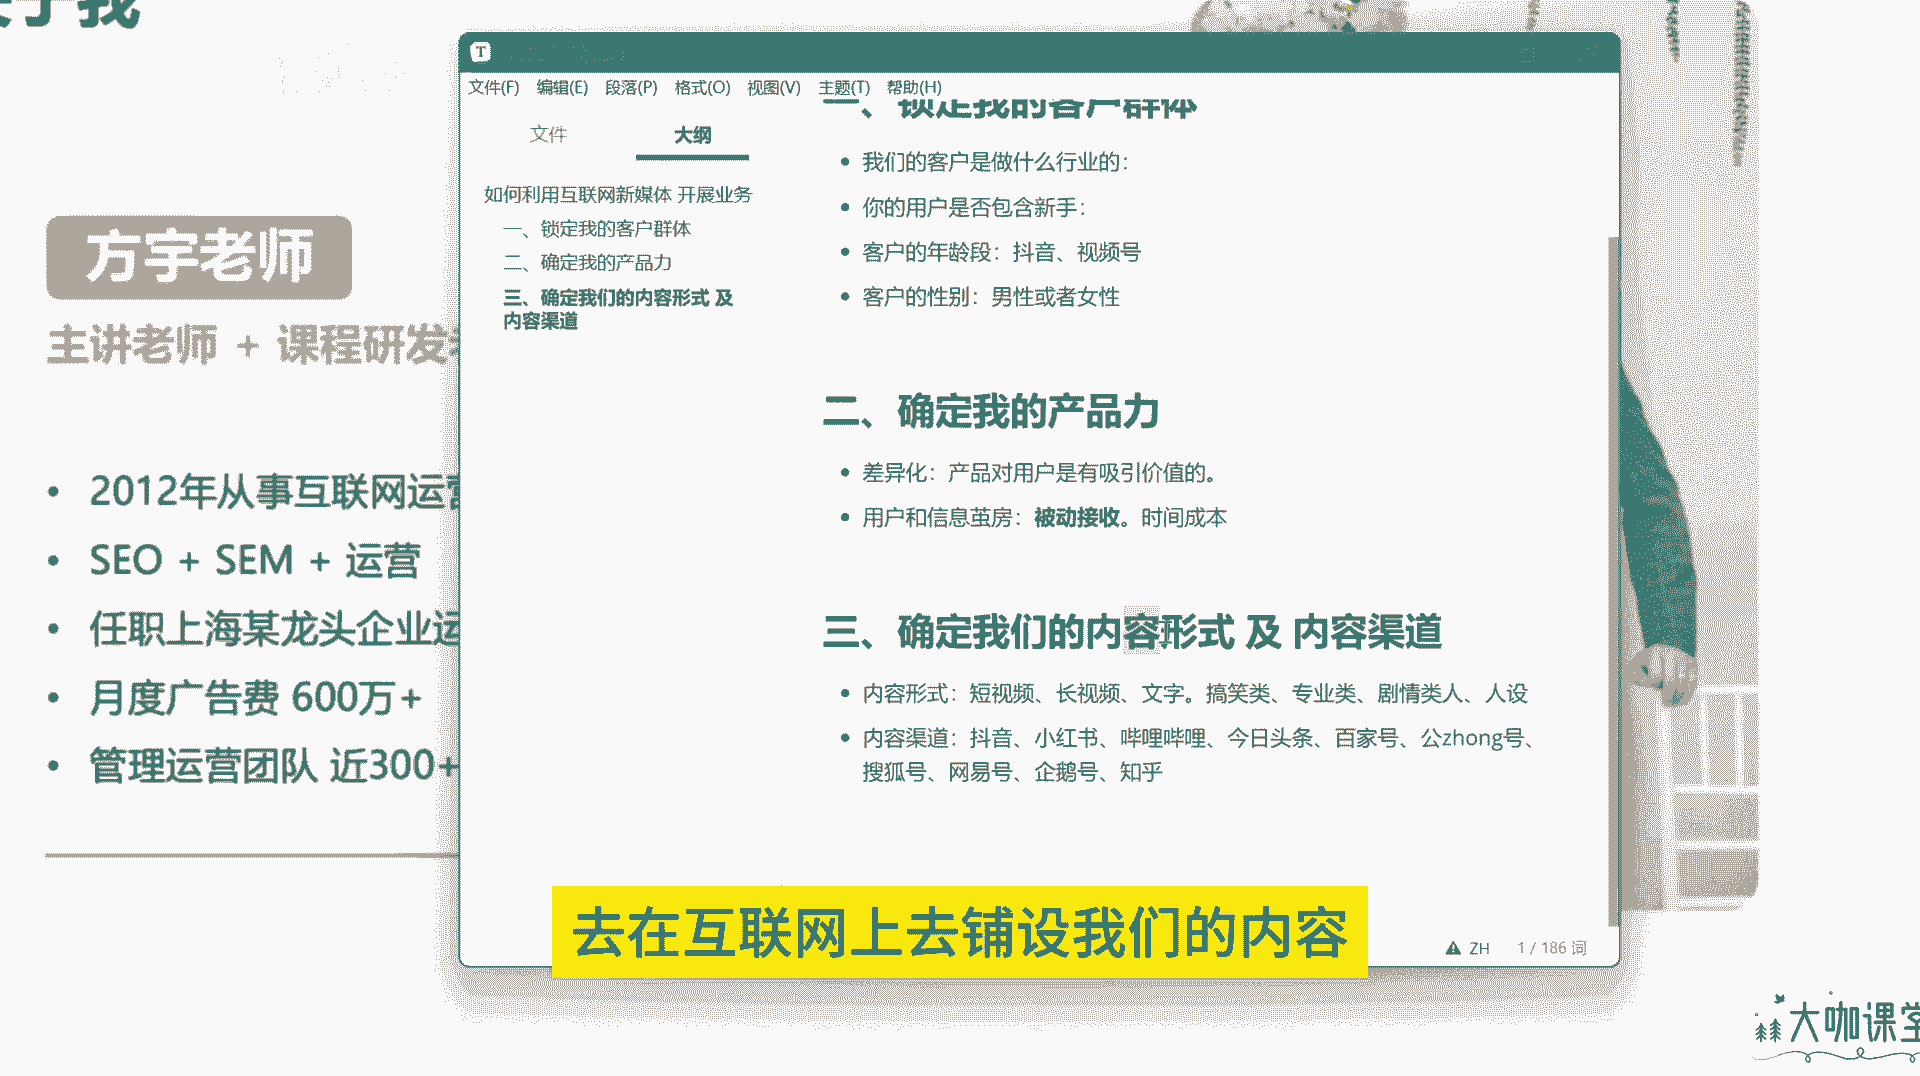 方宇老师
主讲老师 + 课程研发
2012年从事互联网运营
SEO + SEM + 运营
任职上海某龙头企业运
月度广告费 600万+
管理运营团队 近300+
T
文件(F) 编辑(E) 段落(P) 格式(O) 视图(V) 主题(T) 帮助(H)
文件 大纲
如何利用互联网新媒体 开展业务
一、锁定我的客户群体
二、确定我的产品力
三、确定我们的内容形式 及
内容渠道
一、锁定我的客户群体
我们的客户是做什么行业的：
你的用户是否包含新手：
客户的年龄段：抖音、视频号
客户的性别：男性或者女性
二、确定我的产品力
差异化：产品对用户是有吸引价值的。
用户和信息茧房：被动接收。时间成本
三、确定我们的内容形式 及 内容渠道
内容形式：短视频、长视频、文字。搞笑类、专业类、剧情类人、人设
内容渠道：抖音、小红书、哔哩哔哩、今日头条、百家号、公zhong号、
搜狐号、网易号、企鹅号、知乎
ZH 1 / 186 词
去在互联网上去铺设我们的内容
大咖课堂